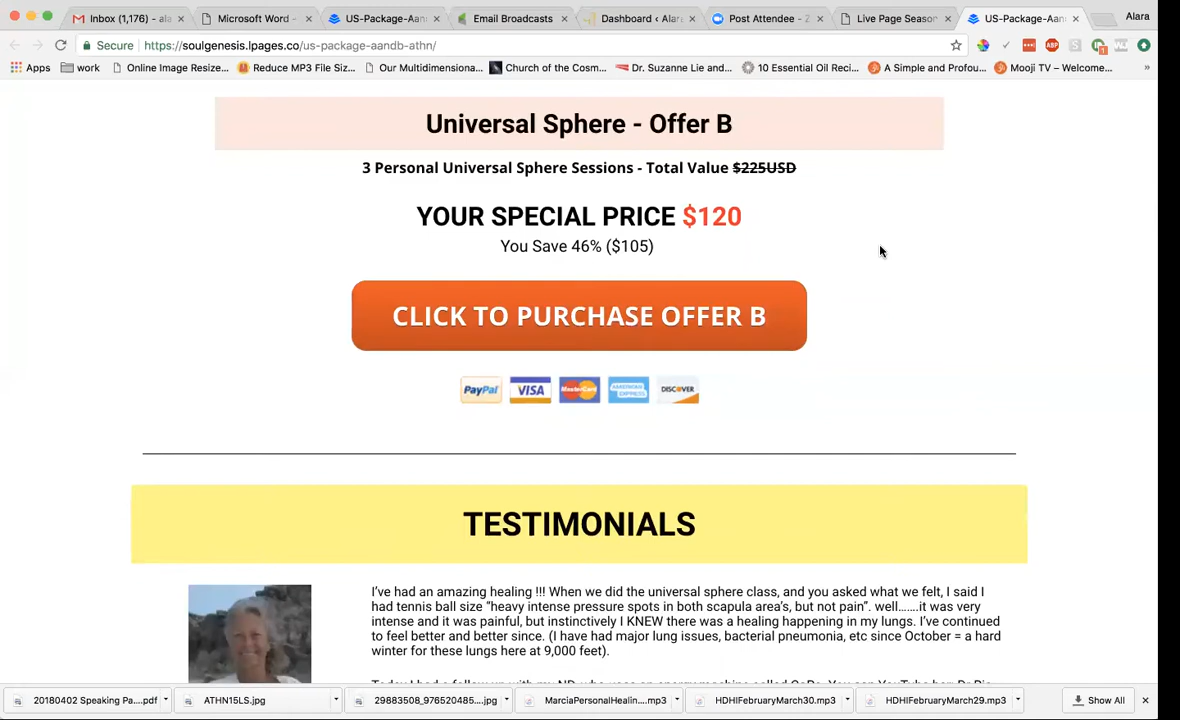 Inbox (1,176) - ala
Microsoft Word -
US-Package-Aan
Email Broadcasts
Dashboard ‹ Alar
Post Attendee - Z
Live Page Seaso
US-Package-Aan
Alara
Secure https://soulgenesis.lpages.co/us-package-aandb-athn/
Apps work Online Image Resize... Reduce MP3 File Siz... Our Multidimensiona... Church of the Cosm... Dr. Suzanne Lie and... 10 Essential Oil Reci... A Simple and Profou... Mooji TV – Welcome... »
Universal Sphere - Offer B
3 Personal Universal Sphere Sessions - Total Value $225USD
YOUR SPECIAL PRICE $120
You Save 46% ($105)
CLICK TO PURCHASE OFFER B
PayPal VISA MasterCard AMERICAN EXPRESS DISCOVER
TESTIMONIALS
I've had an amazing healing !!! When we did the universal sphere class, and you asked what we felt, I said I
had tennis ball size “heavy intense pressure spots in both scapula area's, but not pain”. well.......it was very
intense and it was painful, but instinctively I KNEW there was a healing happening in my lungs. I've continued
to feel better and better since. (I have had major lung issues, bacterial pneumonia, etc since October = a hard
winter for these lungs here at 9,000 feet).
20180402 Speaking Pa....pdf
ATHN15LS.jpg
29883508_976520485....jpg
MarciaPersonalHealin....mp3
HDHIFebruaryMarch30.mp3
HDHIFebruaryMarch29.mp3
Show All